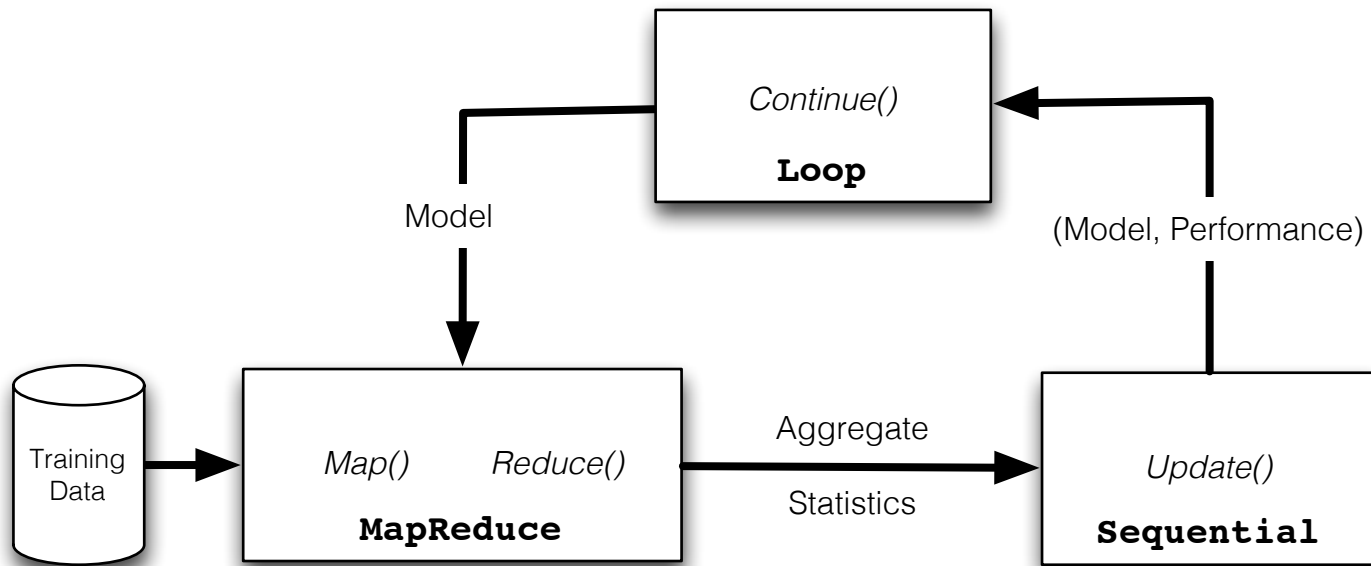 Continue()
Loop
Model
(Model, Performance)
Training
Data
Map() Reduce()
MapReduce
Aggregate
Statistics
Update()
Sequential